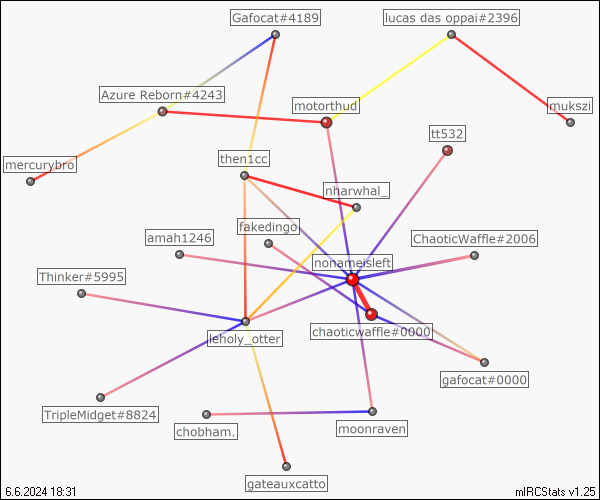 Gafocat#4189
lucas das oppai#2396
Azure Reborn#4243
motorthud
mukszi
tt532
mercurybro
then1cc
nharwhal_
fakedingo
amah1246
ChaoticWaffle#2006
nonameisleft
Thinker#5995
chaoticwaffle#0000
leholy_otter
gafocat#0000
TripleMidget#8824
chobham.
moonraven
gateauxcatto
6.6.2024 18:31
mIRCStats v1.25